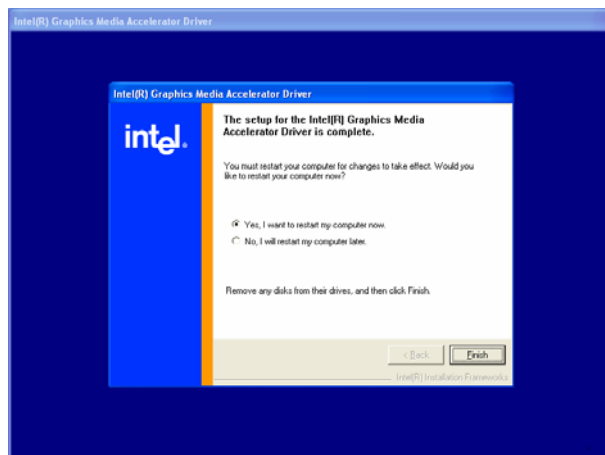 Intel(R) Graphics Media Accelerator Driver
Intel(R) Graphics Media Accelerator Driver
intel.
The setup for the Intel(R) Graphics Media
Accelerator Driver is complete.
You must restart your computer for changes to take effect. Would you
like to restart your computer now?
Yes, I want to restart my computer now.
No, I will restart my computer later.
Remove any disks from their drives, and then click Finish.
< Back
Finish
Intel(R) Installation Frameworks